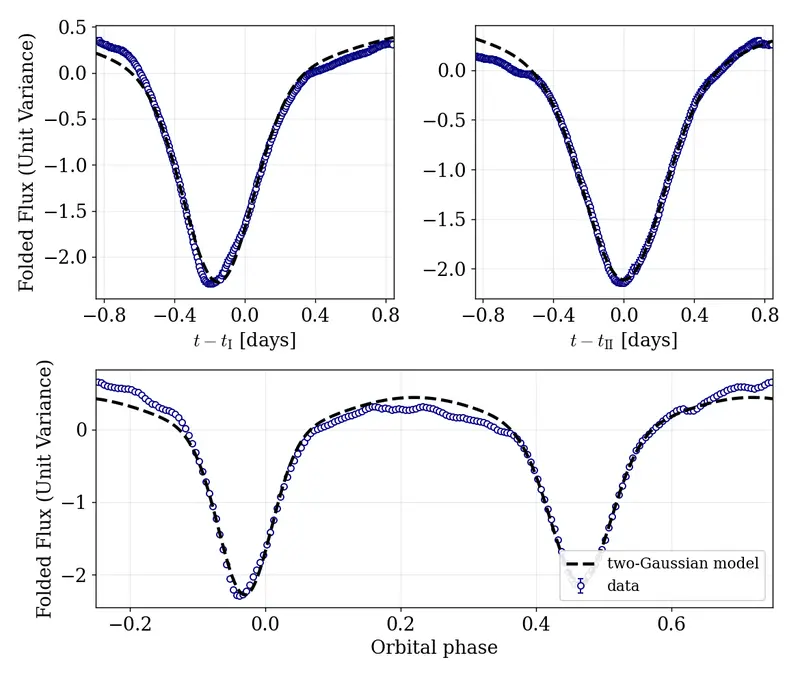 Folded Flux (Unit Variance)
0.5
0.0
−0.5
−1.0
−1.5
−2.0
−0.8 −0.4 0.0 0.4 0.8
t − t_I [days]
0.0
−0.5
−1.0
−1.5
−2.0
−0.8 −0.4 0.0 0.4 0.8
t − t_II [days]
Folded Flux (Unit Variance)
0
−1
−2
two-Gaussian model
data
−0.2 0.0 0.2 0.4 0.6
Orbital phase